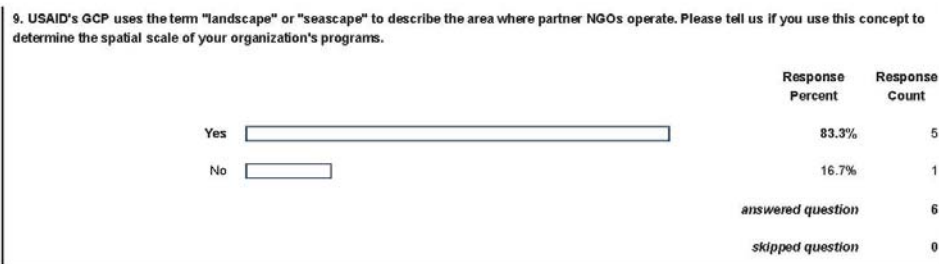 9. USAID's GCP uses the term "landscape" or "seascape" to describe the area where partner NGOs operate. Please tell us if you use this concept to
determine the spatial scale of your organization's programs.
Response Percent Response Count
Yes 83.3% 5
No 16.7% 1
answered question 6
skipped question 0